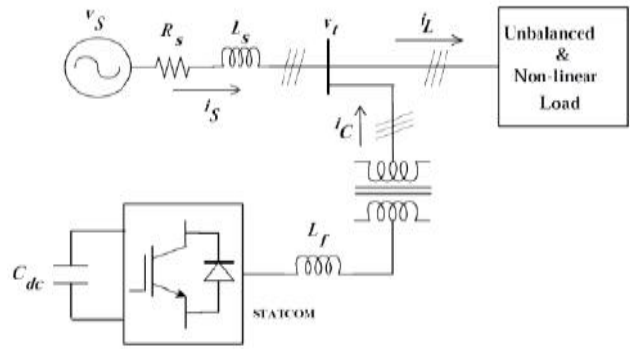 v_S
R_s
L_s
v_t
i_L
Unbalanced
&
Non-linear
Load
i_S
i_C
L_f
C_dc
STATCOM